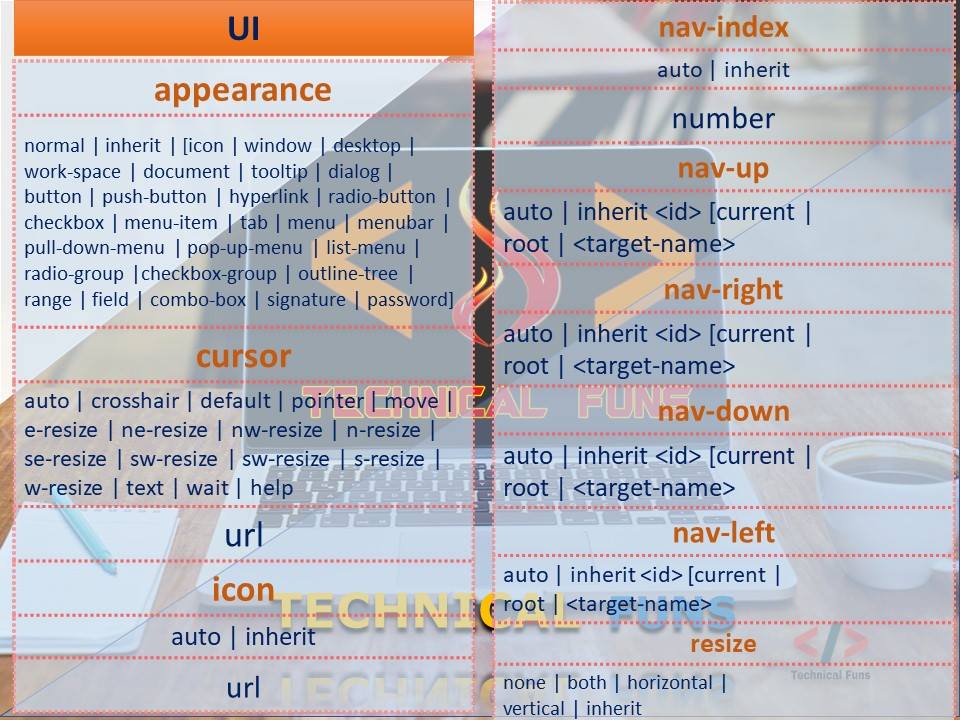 UI
appearance
normal | inherit | [icon | window | desktop |
work-space | document | tooltip | dialog |
button | push-button | hyperlink | radio-button |
checkbox | menu-item | tab | menu | menubar |
pull-down-menu | pop-up-menu | list-menu |
radio-group |checkbox-group | outline-tree |
range | field | combo-box | signature | password]
cursor
auto | crosshair | default | pointer | move
e-resize | ne-resize | nw-resize | n-resize |
se-resize | sw-resize | sw-resize | s-resize |
w-resize | text | wait | help
url
icon
auto | inherit
url
nav-index
auto | inherit
number
nav-up
auto | inherit <id> [current |
root | <target-name>
nav-right
auto | inherit <id> [current |
root | <target-name>
nav-down
auto | inherit <id> [current |
root | <target-name>
nav-left
auto | inherit <id> [current |
root | <target-name>
resize
none | both | horizontal |
vertical | inherit
TECHNICAL FUNS
TECHNICAL FUNS
Technical Funs